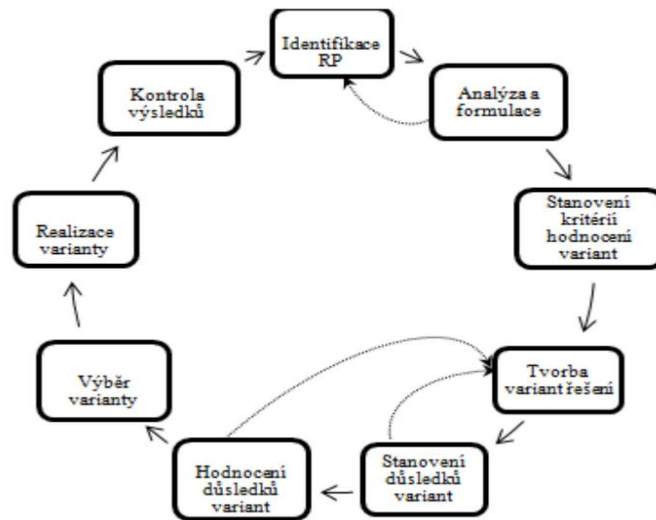 Identifikace
RP
Analýza a
formulace
Stanovení
kritérií
hodnocení
variant
Tvorba
variant řešení
Stanovení
důsledků
variant
Hodnocení
důsledků
variant
Výběr
varianty
Realizace
varianty
Kontrola
výsledků